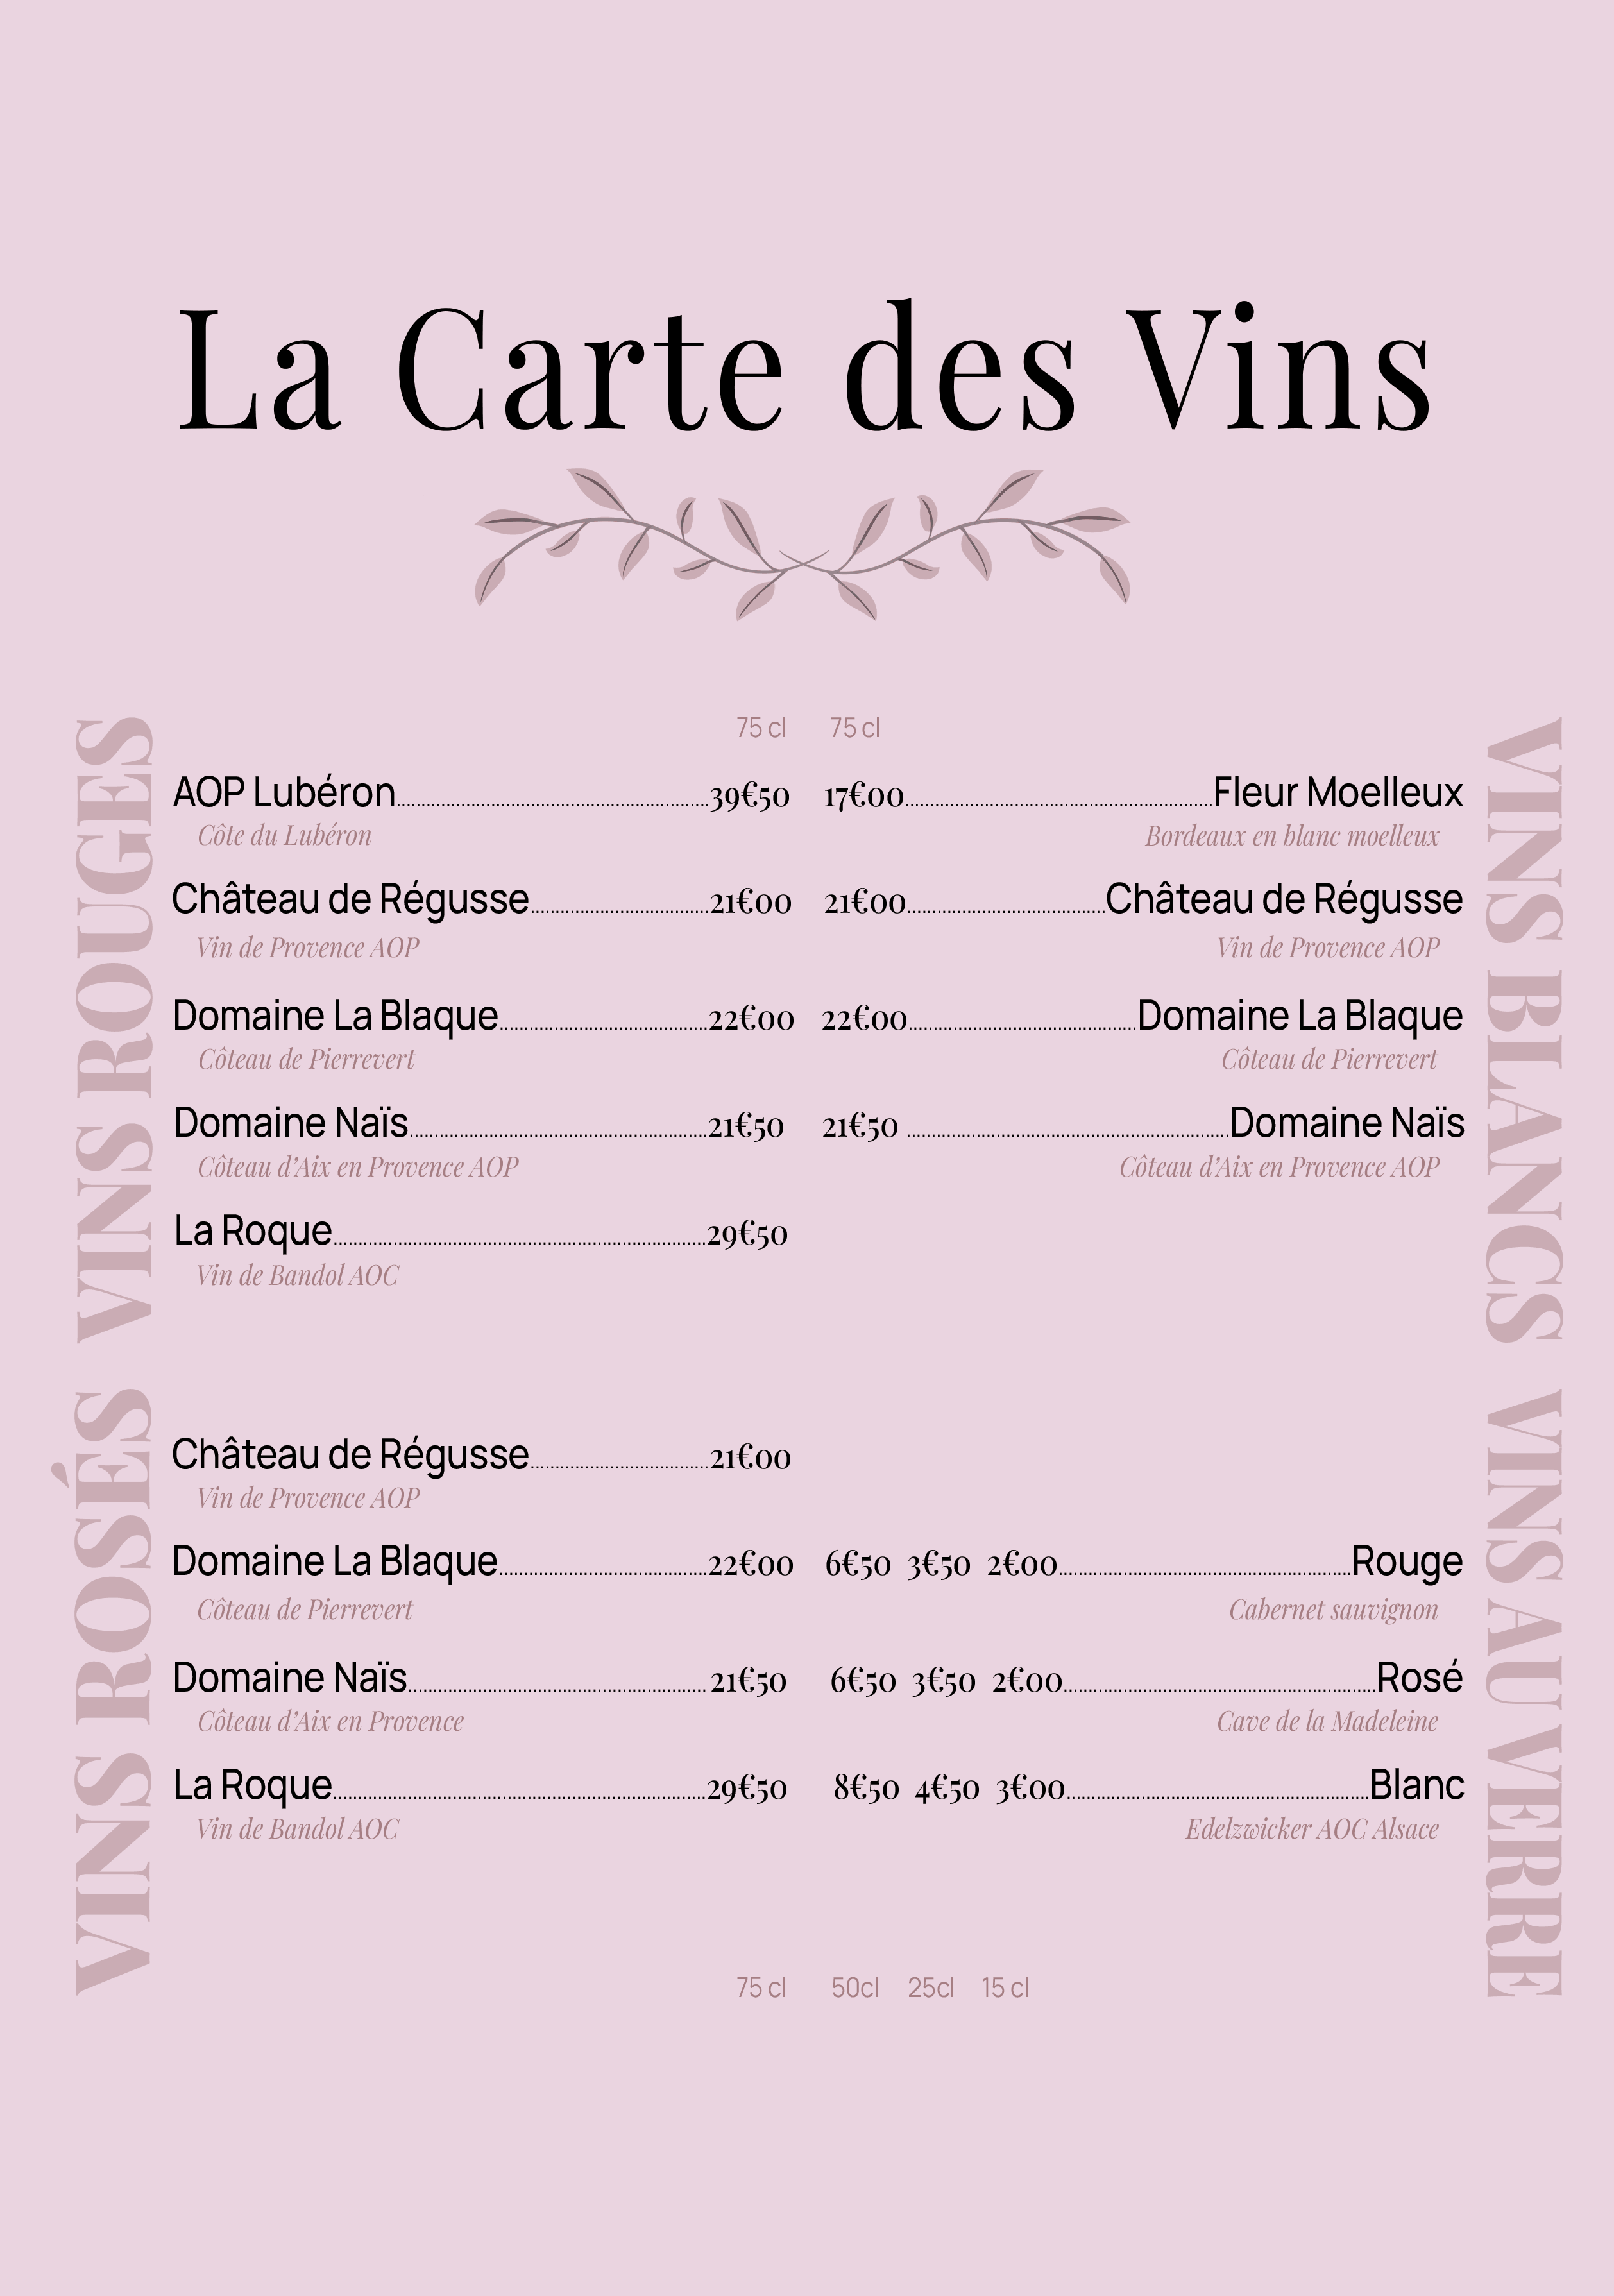 La Carte des Vins
VINS ROUGES
75 cl
AOP Lubéron........39€50
Côte du Lubéron
Château de Régusse........21€00
Vin de Provence AOP
Domaine La Blaque........22€00
Côteau de Pierrevert
Domaine Naïs........21€50
Côteau d’Aix en Provence AOP
La Roque........29€50
Vin de Bandol AOC
VINS BLANCS
75 cl
17€00........Fleur Moelleux
Bordeaux en blanc moelleux
21€00........Château de Régusse
Vin de Provence AOP
22€00........Domaine La Blaque
Côteau de Pierrevert
21€50 ........Domaine Naïs
Côteau d’Aix en Provence AOP
VINS ROSÉS
Château de Régusse........21€00
Vin de Provence AOP
Domaine La Blaque........22€00
Côteau de Pierrevert
Domaine Naïs........21€50
Côteau d’Aix en Provence
La Roque........29€50
Vin de Bandol AOC
75 cl
VINS AU VERRE
6€50 3€50 2€00........Rouge
Cabernet sauvignon
6€50 3€50 2€00........Rosé
Cave de la Madeleine
8€50 4€50 3€00........Blanc
Edelzwicker AOC Alsace
50cl 25cl 15 cl